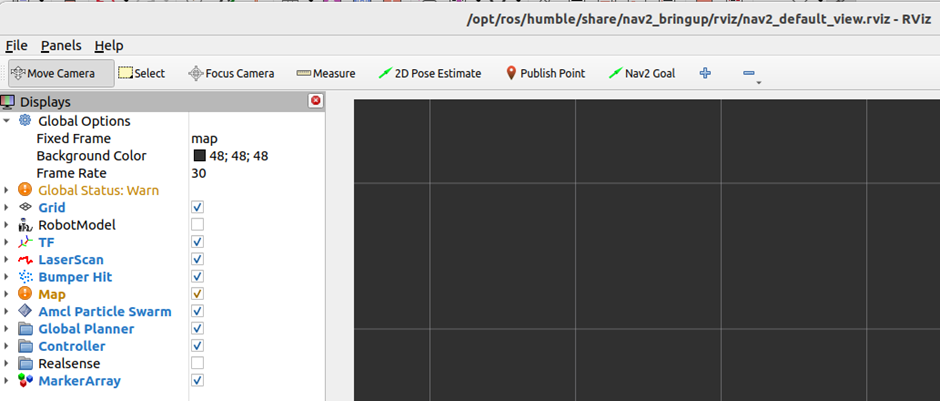 /opt/ros/humble/share/nav2_bringup/rviz/nav2_default_view.rviz - RViz
File Panels Help
Move Camera Select Focus Camera Measure 2D Pose Estimate Publish Point Nav2 Goal
Displays
Global Options
Fixed Frame map
Background Color 48; 48; 48
Frame Rate 30
Global Status: Warn
Grid
RobotModel
TF
LaserScan
Bumper Hit
Map
Amcl Particle Swarm
Global Planner
Controller
Realsense
MarkerArray